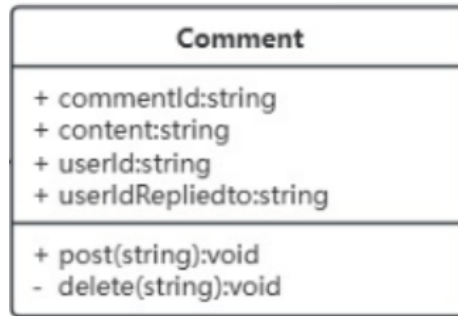 Comment
+ commentId:string
+ content:string
+ userId:string
+ userIdRepliedto:string
+ post(string):void
- delete(string):void